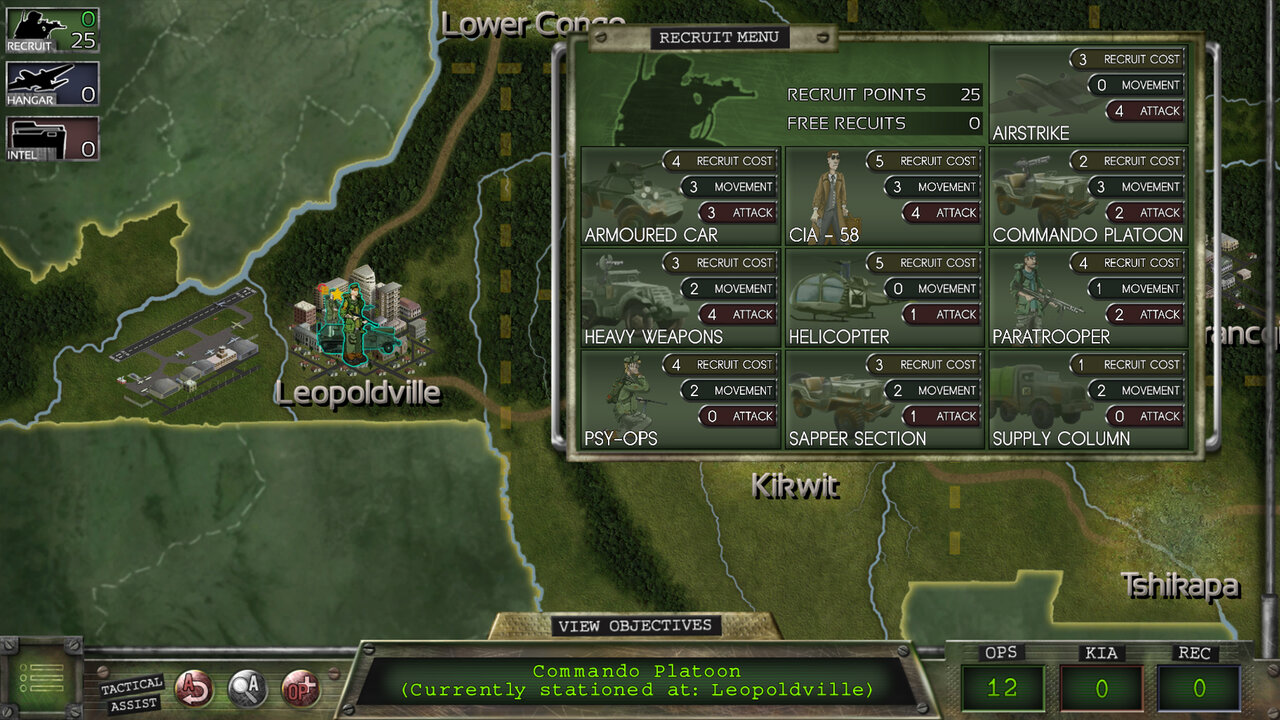 RECRUIT
0
25
HANGAR
0
INTEL
0
Lower Congo
RECRUIT MENU
RECRUIT POINTS 25
FREE RECUITS 0
3 RECRUIT COST
0 MOVEMENT
4 ATTACK
AIRSTRIKE
4 RECRUIT COST
3 MOVEMENT
3 ATTACK
ARMOURED CAR
5 RECRUIT COST
3 MOVEMENT
4 ATTACK
CIA - 58
2 RECRUIT COST
3 MOVEMENT
2 ATTACK
COMMANDO PLATOON
3 RECRUIT COST
2 MOVEMENT
4 ATTACK
HEAVY WEAPONS
5 RECRUIT COST
0 MOVEMENT
1 ATTACK
HELICOPTER
4 RECRUIT COST
1 MOVEMENT
2 ATTACK
PARATROOPER
4 RECRUIT COST
2 MOVEMENT
0 ATTACK
PSY-OPS
3 RECRUIT COST
2 MOVEMENT
1 ATTACK
SAPPER SECTION
1 RECRUIT COST
2 MOVEMENT
0 ATTACK
SUPPLY COLUMN
Leopoldville
Kikwit
Tshikapa
VIEW OBJECTIVES
Commando Platoon
(Currently stationed at: Leopoldville)
TACTICAL
ASSIST
A
A
OP+
OPS
12
KIA
0
REC
0